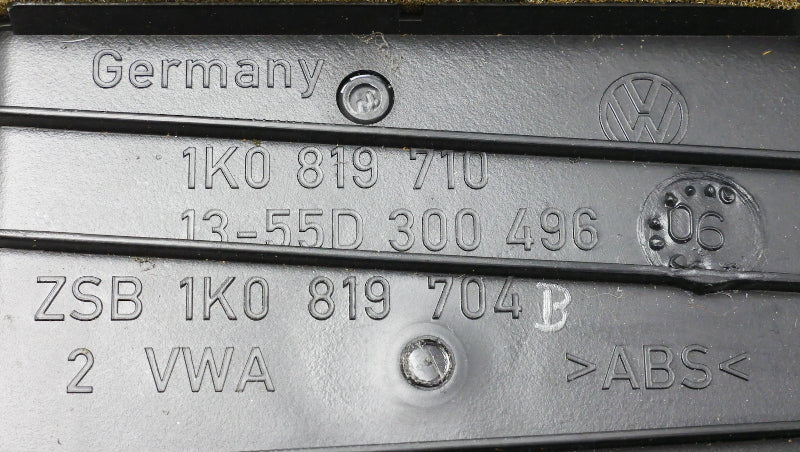 Germany
1K0 819 710
13-55D 300 496
06
ZSB 1K0 819 704 B
2 VWA >ABS<